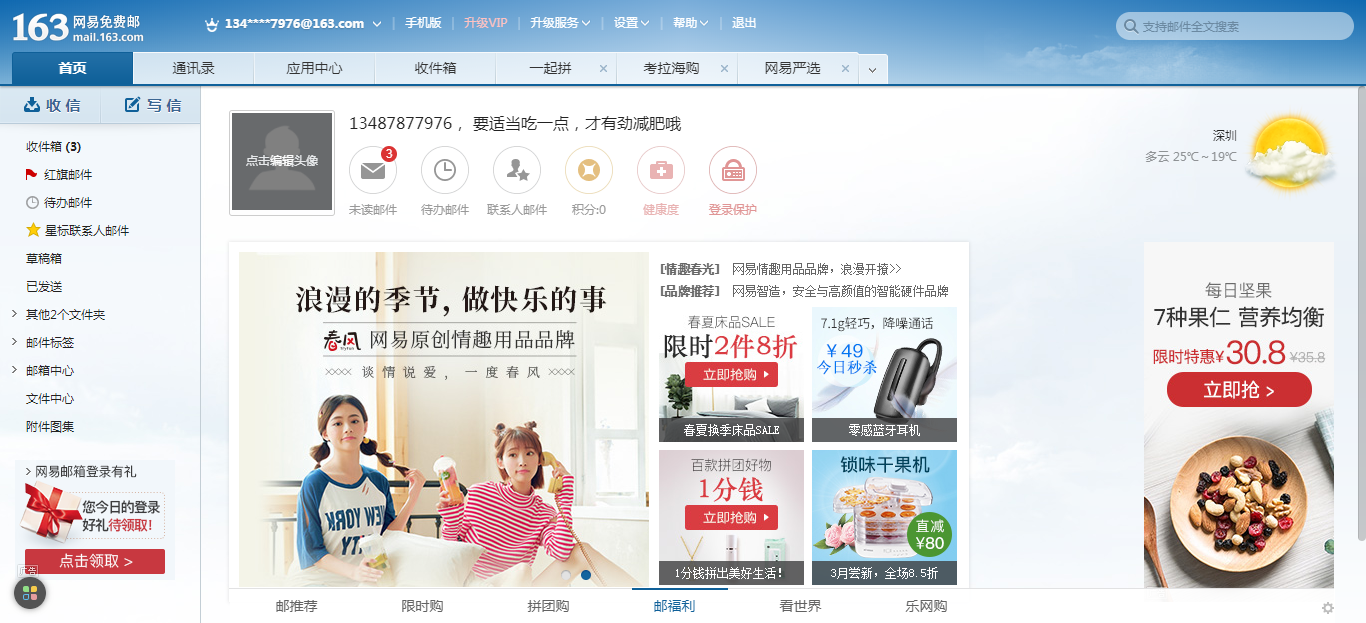 163 网易免费邮
mail.163.com
134****7976@163.com
手机版
升级VIP
升级服务
设置
帮助
退出
支持邮件全文搜索
首页
通讯录
应用中心
收件箱
一起拼
考拉海购
网易严选
收信
写信
收件箱 (3)
红旗邮件
待办邮件
星标联系人邮件
草稿箱
已发送
其他2个文件夹
邮件标签
邮箱中心
文件中心
附件图集
网易邮箱登录有礼
您今日的登录
好礼待领取!
点击领取 >
广告
点击编辑头像
13487877976 ，要适当吃一点，才有劲减肥哦
3
未读邮件
待办邮件
联系人邮件
积分:0
健康度
登录保护
深圳
多云 25℃~19℃
浪漫的季节, 做快乐的事
春风 网易原创情趣用品品牌
谈情说爱, 一度春风
NEW YORK
NY
[情趣春光] 网易情趣用品品牌，浪漫开撩>>
[品牌推荐] 网易智造，安全与高颜值的智能硬件品牌
春夏床品SALE
限时2件8折
立即抢购
春夏换季床品SALE
7.1g轻巧，降噪通话
￥49
今日秒杀
零感蓝牙耳机
百款拼团好物
1分钱
立即抢购
1分钱拼出美好生活!
锁味干果机
直减
¥80
3月尝新，全场8.5折
每日坚果
7种果仁 营养均衡
限时特惠¥30.8 ¥35.8
立即抢 >
邮推荐
限时购
拼团购
邮福利
看世界
乐网购